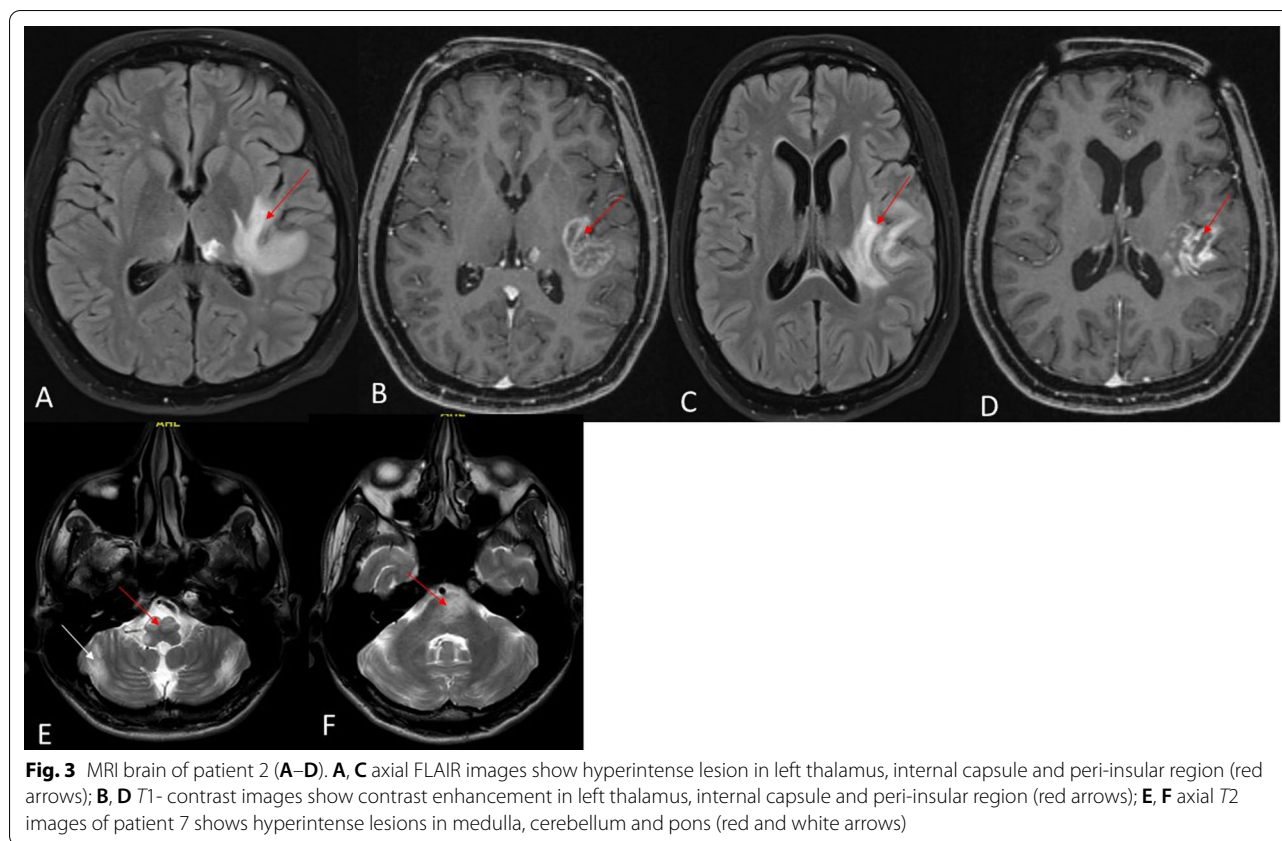 A
B
C
D
AHL
E
F
Fig. 3 MRI brain of patient 2 (A–D). A, C axial FLAIR images show hyperintense lesion in left thalamus, internal capsule and peri-insular region (red
arrows); B, D T1- contrast images show contrast enhancement in left thalamus, internal capsule and peri-insular region (red arrows); E, F axial T2
images of patient 7 shows hyperintense lesions in medulla, cerebellum and pons (red and white arrows)